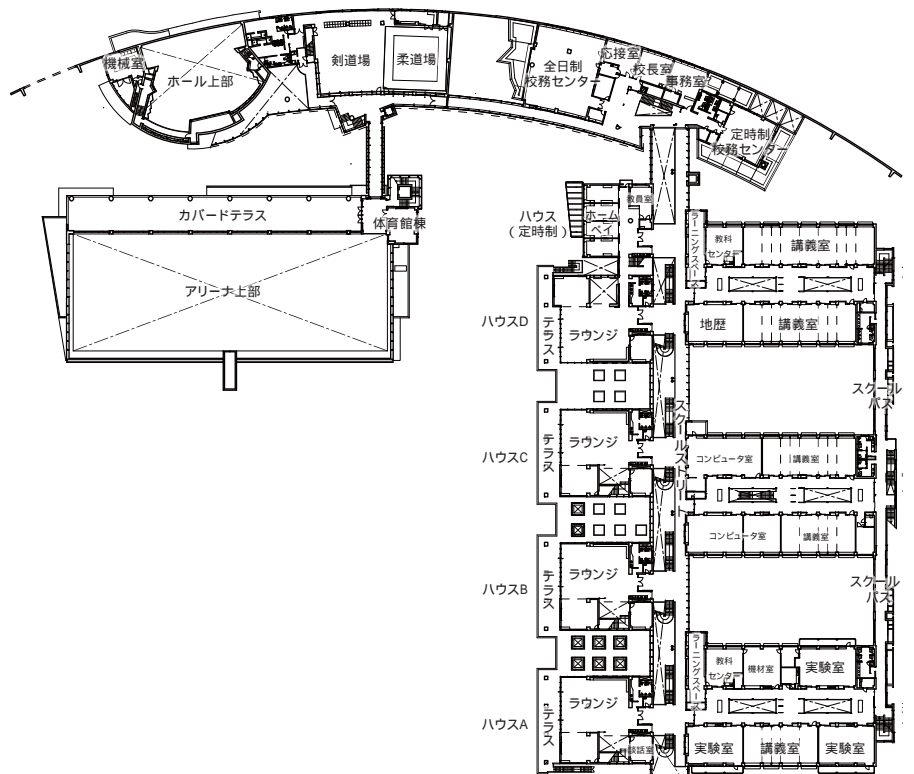 機械室
ホール上部
剣道場
柔道場
全日制
校務センター
応接室
校長室
事務室
定時制
校務センター
カバードテラス
体育館棟
アリーナ上部
ハウス
（定時制）
ホーム
ベイ
教員室
ラーニングスペース
教科
センター
講義室
ハウスD
テラス
ラウンジ
地歴
講義室
スクール
パス
スクールストリート
ハウスC
テラス
ラウンジ
コンピュータ室
講義室
コンピュータ室
講義室
ハウスB
テラス
ラウンジ
スクール
パス
ラーニングスペース
教科
センター
機材室
実験室
ハウスA
テラス
ラウンジ
談話室
実験室
講義室
実験室